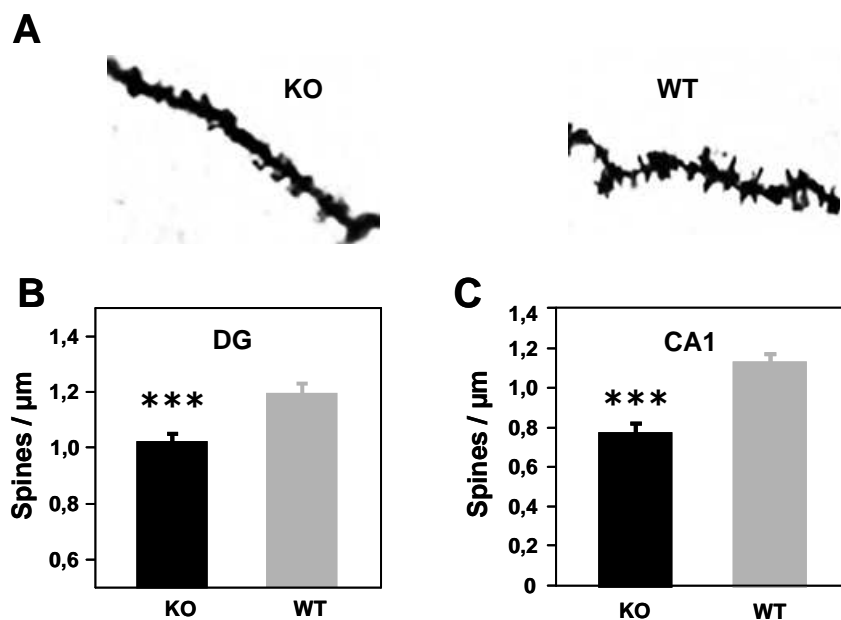 A
KO
WT
B
DG
Spines / µm
1,4
1,2
1,0
0,8
0,6
***
KO
WT
C
CA1
Spines / µm
1,4
1,2
1,0
0,8
0,6
0,4
0,2
0
***
KO
WT